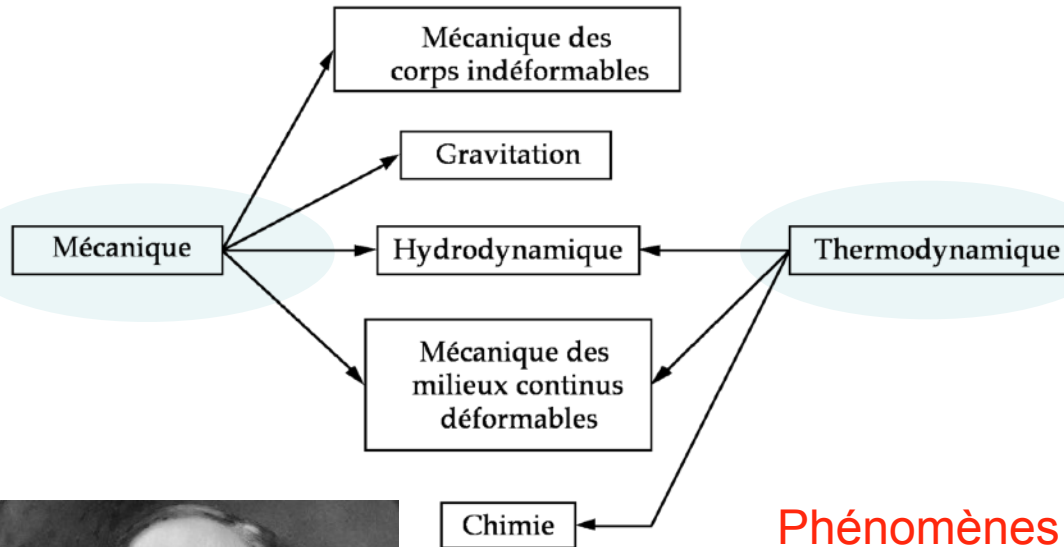 Mécanique des
corps indéformables
Gravitation
Mécanique
Hydrodynamique
Thermodynamique
Mécanique des
milieux continus
déformables
Chimie
Phénomènes